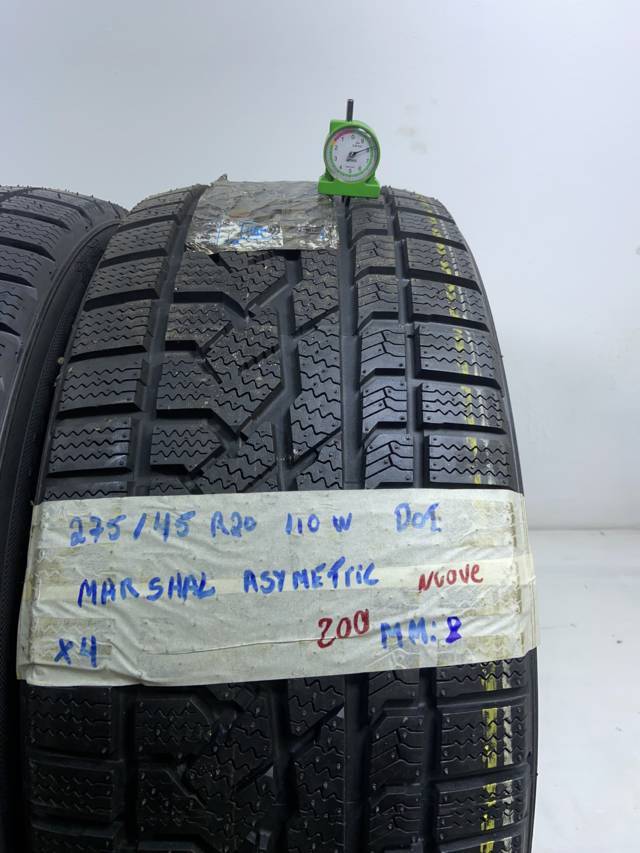 275/45 R20 110 W DOT
MARSHAL ASYMETRIC NUOVE
200 MM: 8
X4